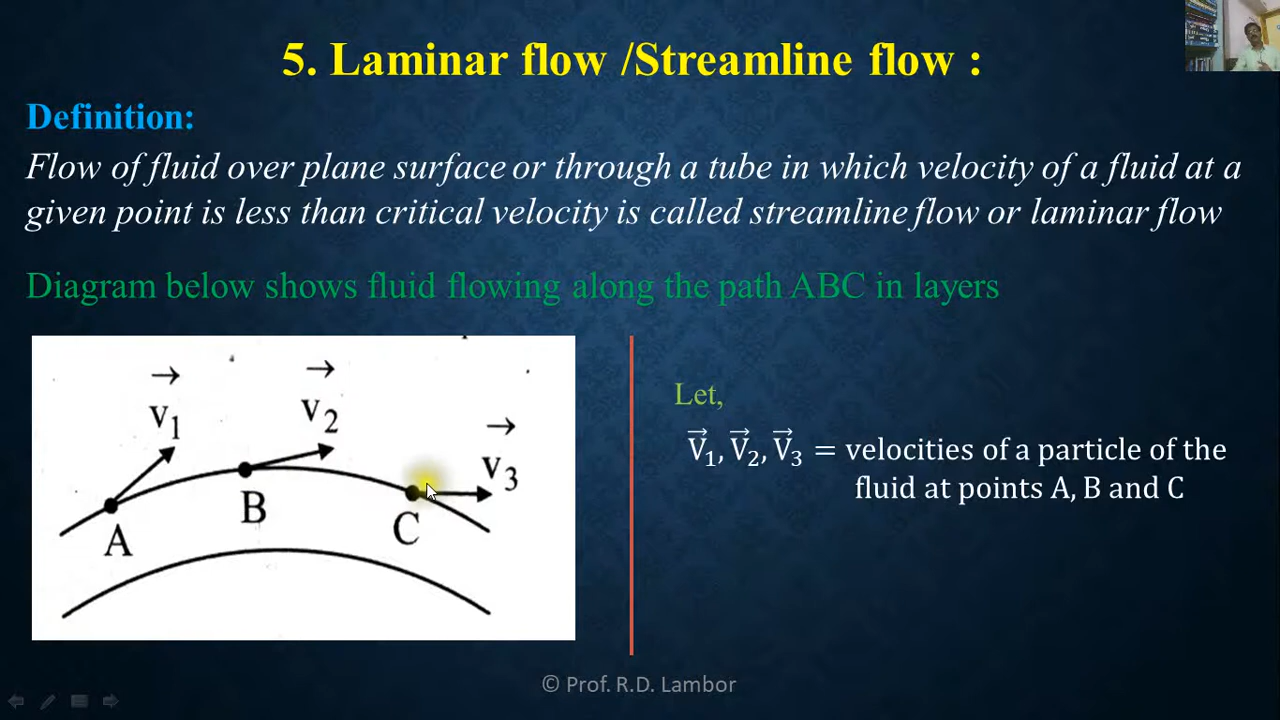 5. Laminar flow /Streamline flow :
Definition:
Flow of fluid over plane surface or through a tube in which velocity of a fluid at a
given point is less than critical velocity is called streamline flow or laminar flow
Diagram below shows fluid flowing along the path ABC in layers
v⃗1
v⃗2
v⃗3
A
B
C
Let,
V⃗1, V⃗2, V⃗3 = velocities of a particle of the
fluid at points A, B and C
© Prof. R.D. Lambor